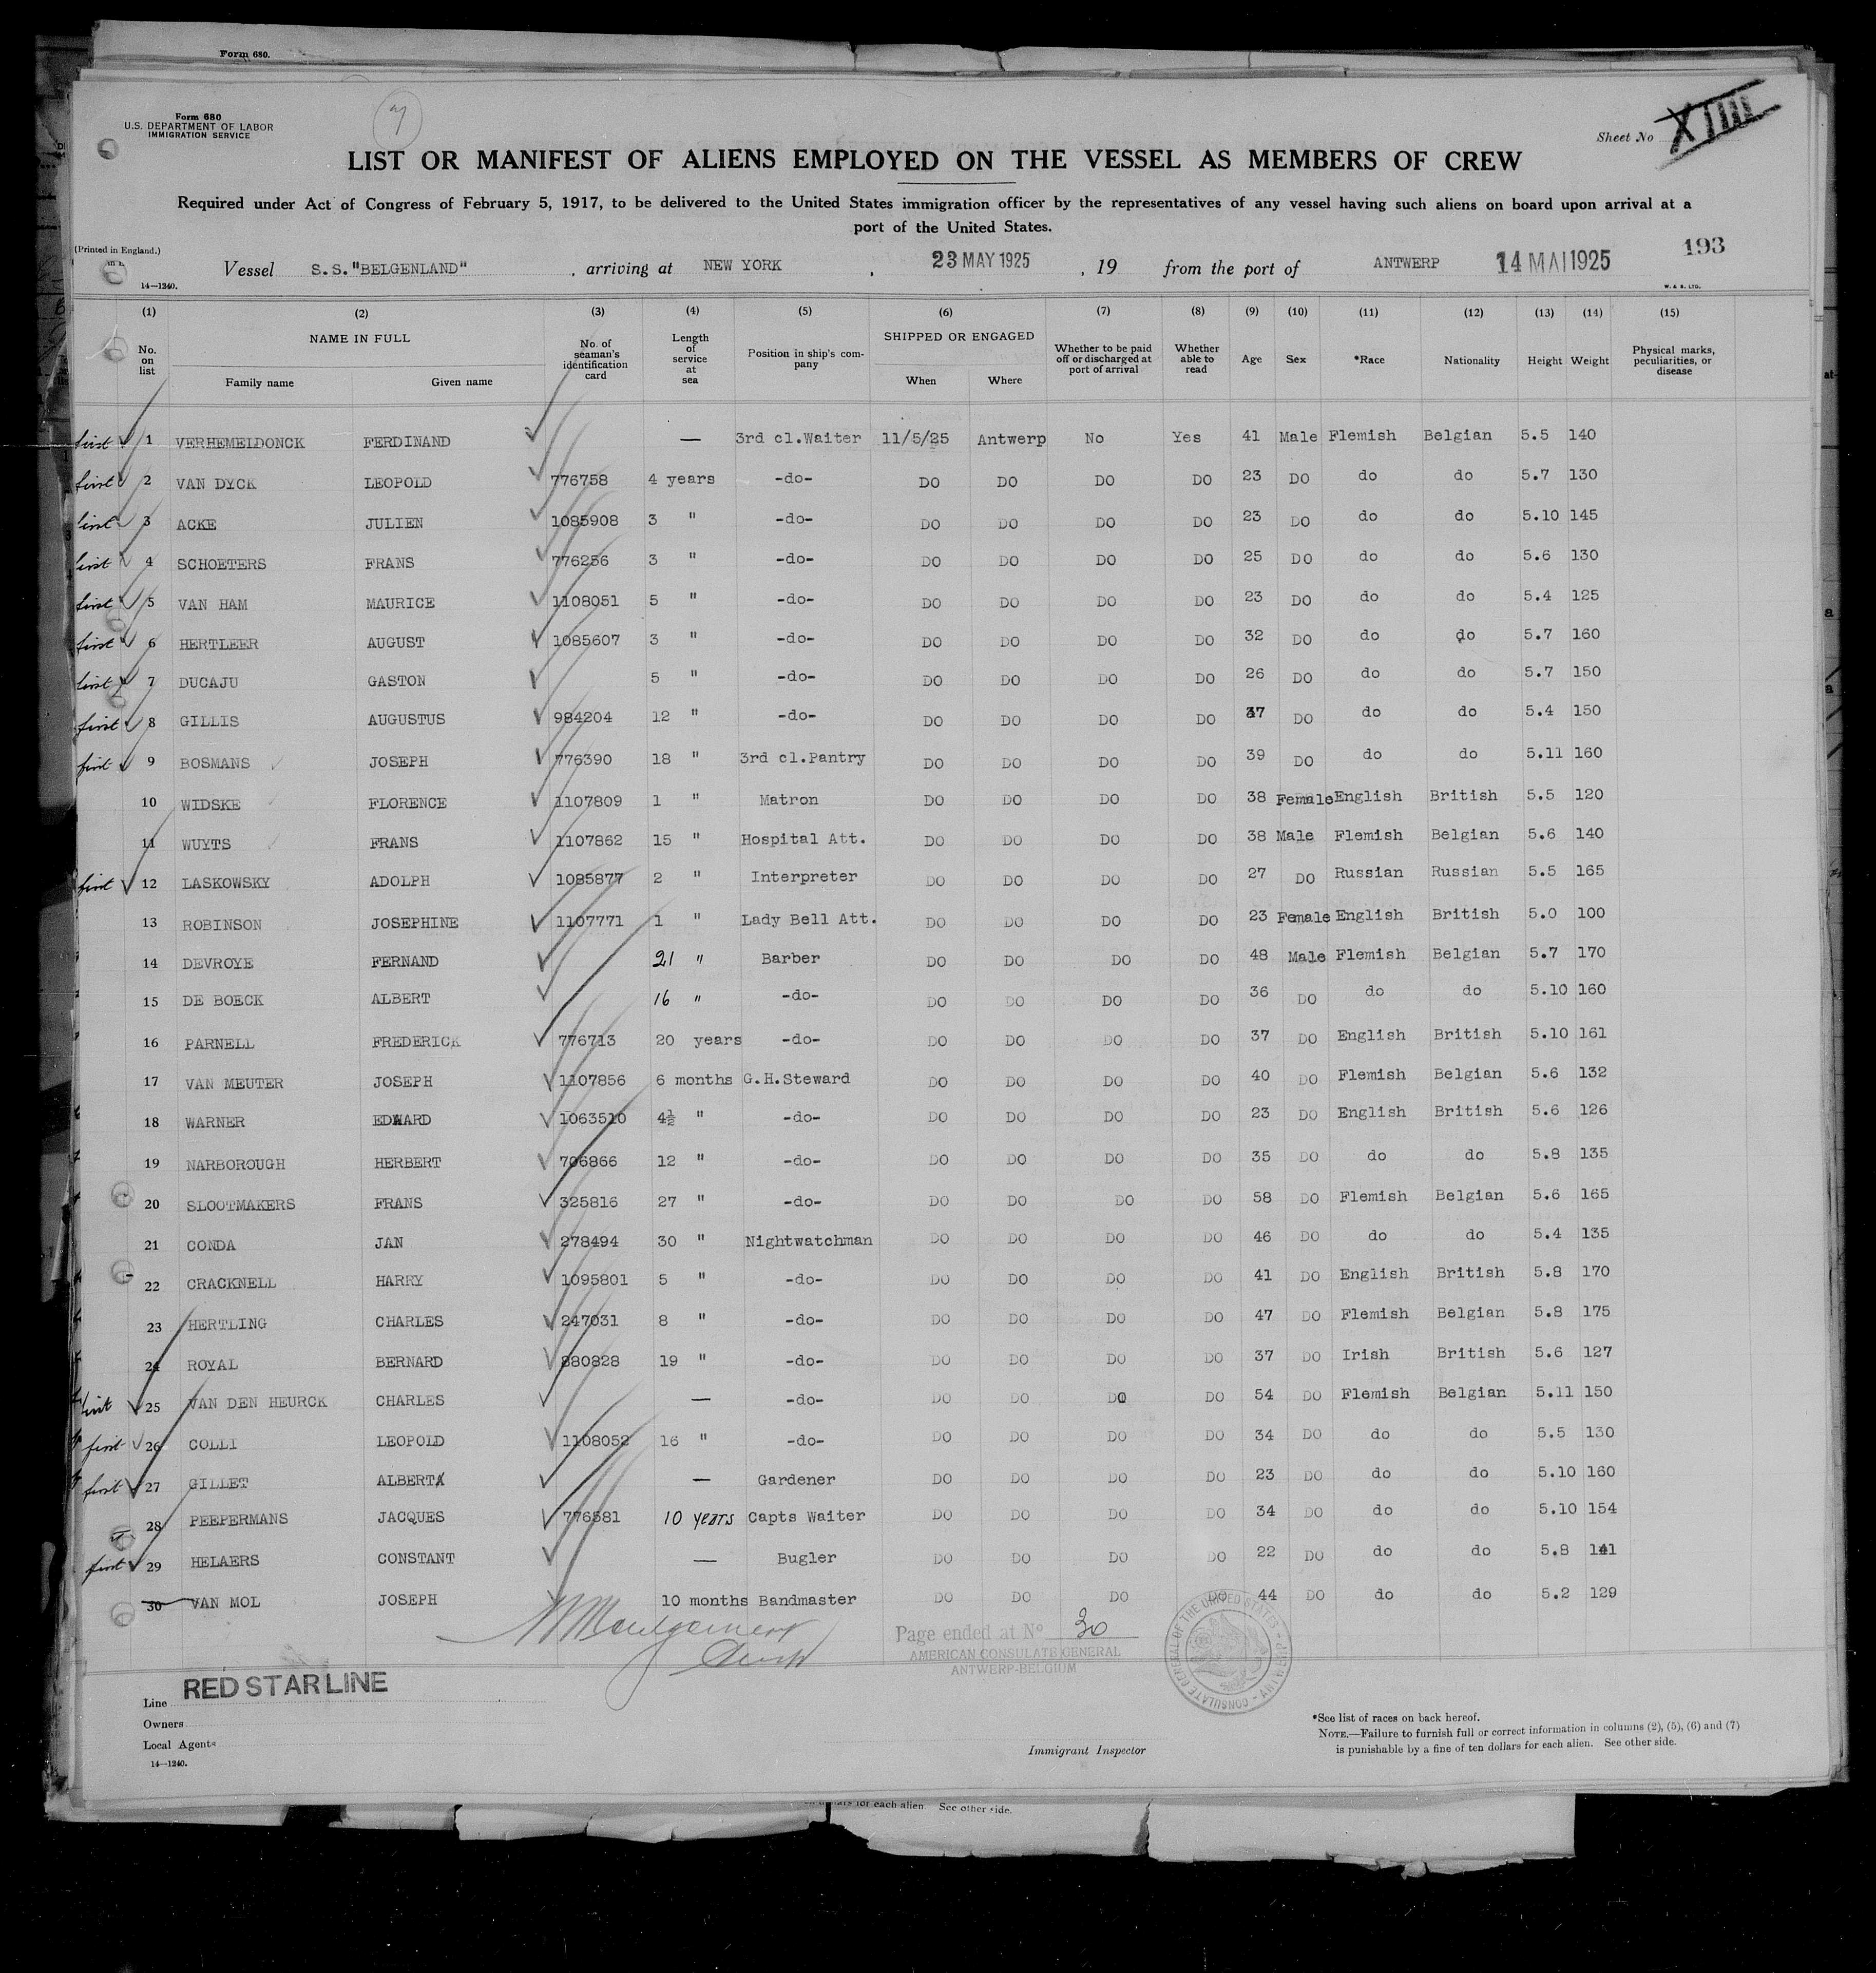 Form 680.
Form 680
U.S. DEPARTMENT OF LABOR
IMMIGRATION SERVICE
Sheet No XIIII
LIST OR MANIFEST OF ALIENS EMPLOYED ON THE VESSEL AS MEMBERS OF CREW
Required under Act of Congress of February 5, 1917, to be delivered to the United States immigration officer by the representatives of any vessel having such aliens on board upon arrival at a
port of the United States.
(Printed in England.)
193
Vessel S.S."BELGENLAND", arriving at NEW YORK, 23 MAY 1925, 19 from the port of ANTWERP 14 MAI 1925
14—1240.
W. & S. LTD.
(1) (2) (3) (4) (5) (6) (7) (8) (9) (10) (11) (12) (13) (14) (15)
No. on list NAME IN FULL Family name Given name No. of seaman's identification card Length of service at sea Position in ship's company SHIPPED OR ENGAGED When Where Whether to be paid off or discharged at port of arrival Whether able to read Age Sex *Race Nationality Height Weight Physical marks, peculiarities, or disease
first 1 VERHEMELDONCK FERDINAND — 3rd cl.Waiter 11/5/25 Antwerp No Yes 41 Male Flemish Belgian 5.5 140
first 2 VAN DYCK LEOPOLD 776758 4 years -do- DO DO DO DO 23 DO do do 5.7 130
first 3 ACKE JULIEN 1085908 3 " -do- DO DO DO DO 23 DO do do 5.10 145
first 4 SCHOETERS FRANS 776256 3 " -do- DO DO DO DO 25 DO do do 5.6 130
first 5 VAN HAM MAURICE 1108051 5 " -do- DO DO DO DO 23 DO do do 5.4 125
first 6 HERTLEER AUGUST 1085607 3 " -do- DO DO DO DO 32 DO do do 5.7 160
first 7 DUCAJU GASTON 5 " -do- DO DO DO DO 26 DO do do 5.7 150
first 8 GILLIS AUGUSTUS 984204 12 " -do- DO DO DO DO 37 DO do do 5.4 150
first 9 BOSMANS JOSEPH 776390 18 " 3rd cl.Pantry DO DO DO DO 39 DO do do 5.11 160
10 WIDSKE FLORENCE 1107809 1 " Matron DO DO DO DO 38 Female English British 5.5 120
11 WUYTS FRANS 1107862 15 " Hospital Att. DO DO DO DO 38 Male Flemish Belgian 5.6 140
first 12 LASKOWSKY ADOLPH 1085877 2 " Interpreter DO DO DO DO 27 DO Russian Russian 5.5 165
13 ROBINSON JOSEPHINE 1107771 1 " Lady Bell Att. DO DO DO DO 23 Female English British 5.0 100
14 DEVROYE FERNAND 21 " Barber DO DO DO DO 48 Male Flemish Belgian 5.7 170
15 DE BOECK ALBERT 16 " -do- DO DO DO DO 36 DO do do 5.10 160
16 PARNELL FREDERICK 776713 20 years -do- DO DO DO DO 37 DO English British 5.10 161
17 VAN MEUTER JOSEPH 1107856 6 months G.H.Steward DO DO DO DO 40 DO Flemish Belgian 5.6 132
18 WARNER EDWARD 1063510 4½ " -do- DO DO DO DO 23 DO English British 5.6 126
19 NARBOROUGH HERBERT 706866 12 " -do- DO DO DO DO 35 DO do do 5.8 135
20 SLOOTMAKERS FRANS 325816 27 " -do- DO DO DO DO 58 DO Flemish Belgian 5.6 165
21 CONDA JAN 278494 30 " Nightwatchman DO DO DO DO 46 DO do do 5.4 135
22 CRACKNELL HARRY 1095801 5 " -do- DO DO DO DO 41 DO English British 5.8 170
23 HERTLING CHARLES 247031 8 " -do- DO DO DO DO 47 DO Flemish Belgian 5.8 175
24 ROYAL BERNARD 880828 19 " -do- DO DO DO DO 37 DO Irish British 5.6 127
first 25 VAN DEN HEURCK CHARLES — -do- DO DO DO DO 54 DO Flemish Belgian 5.11 150
first 26 COLLI LEOPOLD 1108052 16 " -do- DO DO DO DO 34 DO do do 5.5 130
first 27 GILLET ALBERT — Gardener DO DO DO DO 23 DO do do 5.10 160
28 PEEPERMANS JACQUES 776581 10 years Capts Waiter DO DO DO DO 34 DO do do 5.10 154
first 29 HELAERS CONSTANT — Bugler DO DO DO DO 22 DO do do 5.8 141
30 VAN MOL JOSEPH 10 months Bandmaster DO DO DO DO 44 DO do do 5.2 129
Page ended at Nº 30
AMERICAN CONSULATE GENERAL
ANTWERP-BELGIUM
Line RED STAR LINE
Owners
Local Agents
14—1240.
Immigrant Inspector
*See list of races on back hereof.
NOTE.—Failure to furnish full or correct information in columns (2), (5), (6) and (7)
is punishable by a fine of ten dollars for each alien. See other side.
for each alien. See other side.